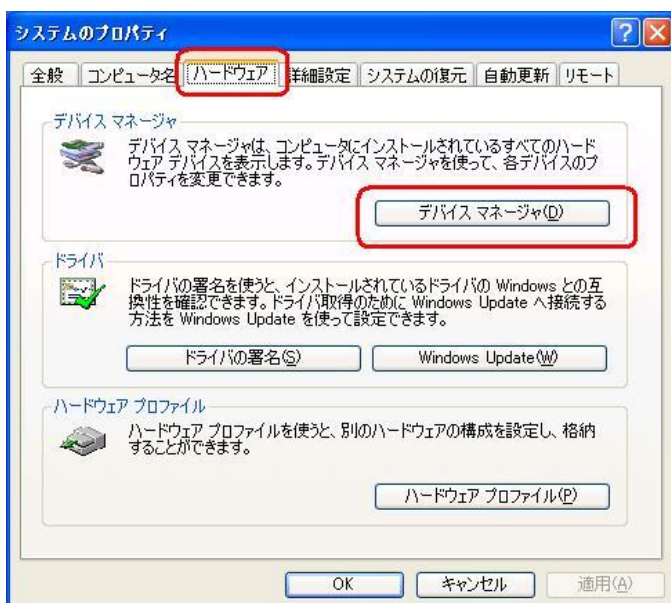 システムのプロパティ
全般 コンピュータ名 ハードウェア 詳細設定 システムの復元 自動更新 リモート
デバイス マネージャ
デバイス マネージャは、コンピュータにインストールされているすべてのハード
ウェア デバイスを表示します。デバイス マネージャを使って、各デバイスのプ
ロパティを変更できます。
デバイス マネージャ(D)
ドライバ
ドライバの署名を使うと、インストールされているドライバの Windows との互
換性を確認できます。ドライバ取得のために Windows Update へ接続する
方法を Windows Update を使って設定できます。
ドライバの署名(S) Windows Update(W)
ハードウェア プロファイル
ハードウェア プロファイルを使うと、別のハードウェアの構成を設定し、格納
することができます。
ハードウェア プロファイル(P)
OK キャンセル 適用(A)